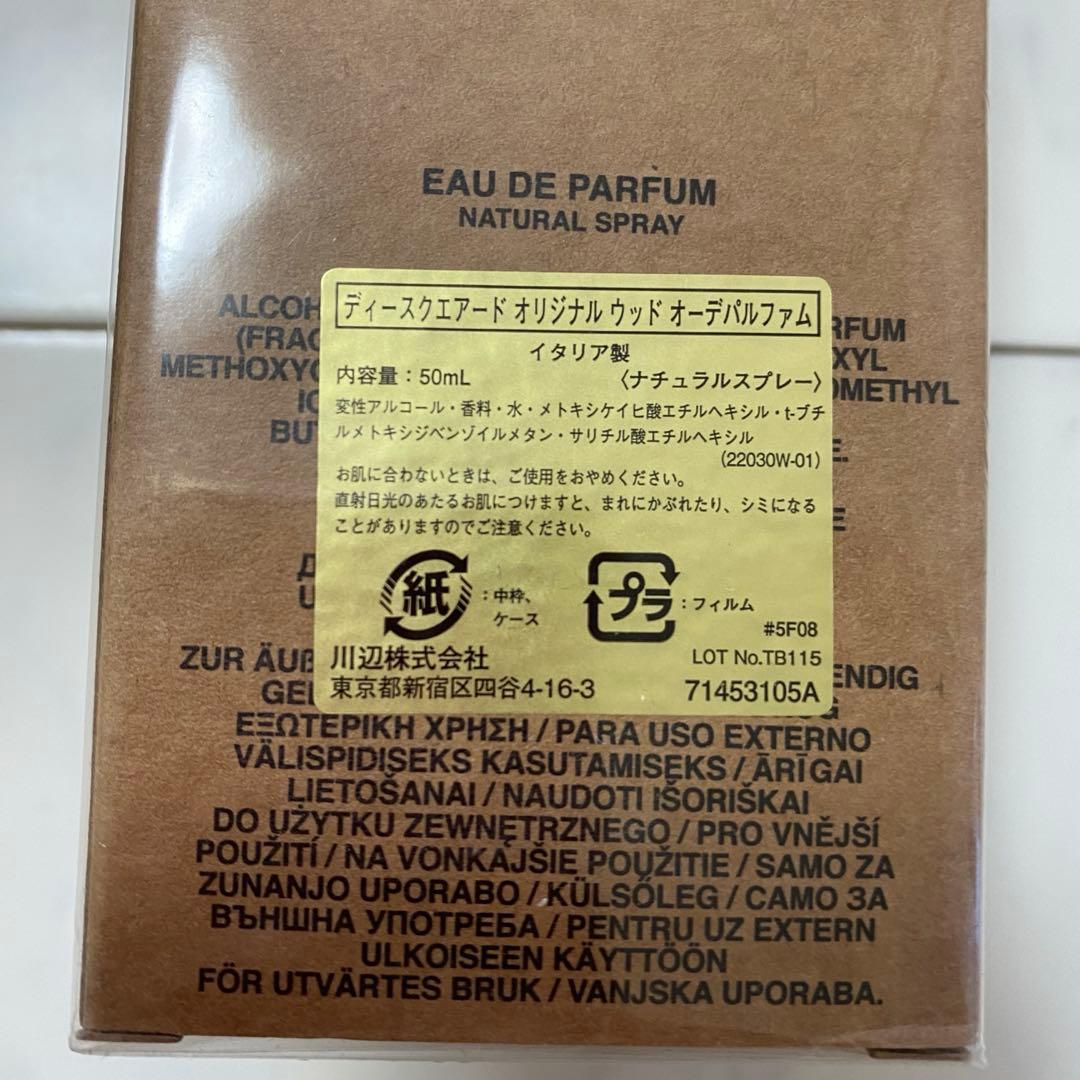 EAU DE PARFUM
NATURAL SPRAY
ディースクエアード オリジナル ウッド オーデパルファム
イタリア製
内容量：50mL 〈ナチュラルスプレー〉
変性アルコール・香料・水・メトキシケイヒ酸エチルヘキシル・t-ブチ
ルメトキシジベンゾイルメタン・サリチル酸エチルヘキシル
(22030W-01)
お肌に合わないときは、ご使用をおやめください。
直射日光のあたるお肌につけますと、まれにかぶれたり、シミになる
ことがありますのでご注意ください。
紙：中枠、
ケース
プラ：フィルム
#5F08
川辺株式会社 LOT No.TB115
東京都新宿区四谷4-16-3 71453105A
ZUR
ΕΞΩΤΕΡΙΚΗ ΧΡΗΣΗ / PARA USO EXTERNO
VÄLISPIDISEKS KASUTAMISEKS / ĀRĪGAI
LIETOŠANAI / NAUDOTI IŠORIŠKAI
DO UŻYTKU ZEWNĘTRZNEGO / PRO VNĚJŠÍ
POUŽITÍ / NA VONKAJŠIE POUŽITIE / SAMO ZA
ZUNANJO UPORABO / KÜLSŐLEG / САМО ЗА
ВЪНШНА УПОТРЕБА / PENTRU UZ EXTERN
ULKOISEEN KÄYTTÖÖN
FÖR UTVÄRTES BRUK / VANJSKA UPORABA.